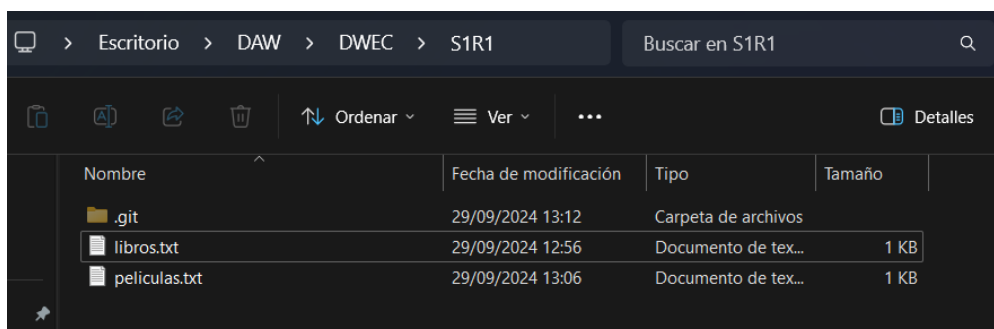 > Escritorio > DAW > DWEC > S1R1 Buscar en S1R1
Ordenar Ver ... Detalles
Nombre Fecha de modificación Tipo Tamaño
.git 29/09/2024 13:12 Carpeta de archivos
libros.txt 29/09/2024 12:56 Documento de tex... 1 KB
peliculas.txt 29/09/2024 13:06 Documento de tex... 1 KB